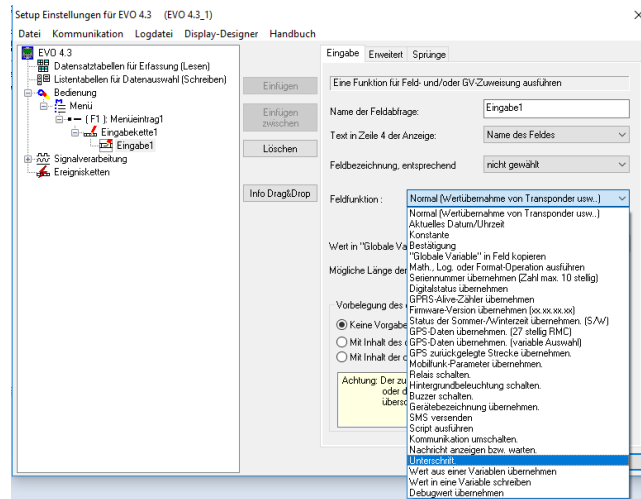 Setup Einstellungen für EVO 4.3 (EVO 4.3_1)
Datei Kommunikation Logdatei Display-Designer Handbuch
EVO 4.3
Datensatztabellen für Erfassung (Lesen)
Listentabellen für Datenauswahl (Schreiben)
Bedienung
Menü
( F1 ): Menüeintrag1
Eingabekette1
Eingabe1
Signalverarbeitung
Ereignisketten
Einfügen
Einfügen
zwischen
Löschen
Info Drag&Drop
Eingabe Erweitert Sprünge
Eine Funktion für Feld- und/oder GV-Zuweisung ausführen
Name der Feldabfrage: Eingabe1
Text in Zeile 4 der Anzeige: Name des Feldes
Feldbezeichnung, entsprechend nicht gewählt
Feldfunktion : Normal (Wertübernahme von Transponder usw..)
Normal (Wertübernahme von Transponder usw..)
Aktuelles Datum/Uhrzeit
Konstante
Bestätigung
"Globale Variable" in Feld kopieren
Math., Log. oder Format-Operation ausführen
Seriennummer übernehmen (Zahl max. 10 stellig)
Digitalstatus übernehmen
GPRS-Alive-Zähler übernehmen
Firmware-Version übernehmen (xx.xx.xx.xx)
Status der Sommer-/Winterzeit übernehmen. (S/W)
GPS-Daten übernehmen. (27 stellig RMC)
GPS-Daten übernehmen. (variable Auswahl)
GPS zurückgelegte Strecke übernehmen.
Mobilfunk-Parameter übernehmen.
Relais schalten.
Hintergrundbeleuchtung schalten.
Buzzer schalten.
Gerätebezeichnung übernehmen.
SMS versenden
Script ausführen
Kommunikation umschalten.
Nachricht anzeigen bzw. warten.
Unterschrift.
Wert aus einer Variablen übernehmen
Wert in eine Variable schreiben
Debugwert übernehmen
Wert in "Globale Va
Mögliche Länge der
Vorbelegung des
Keine Vorgabe
Mit Inhalt des
Mit Inhalt der
Achtung: Der zu
oder d
übersc